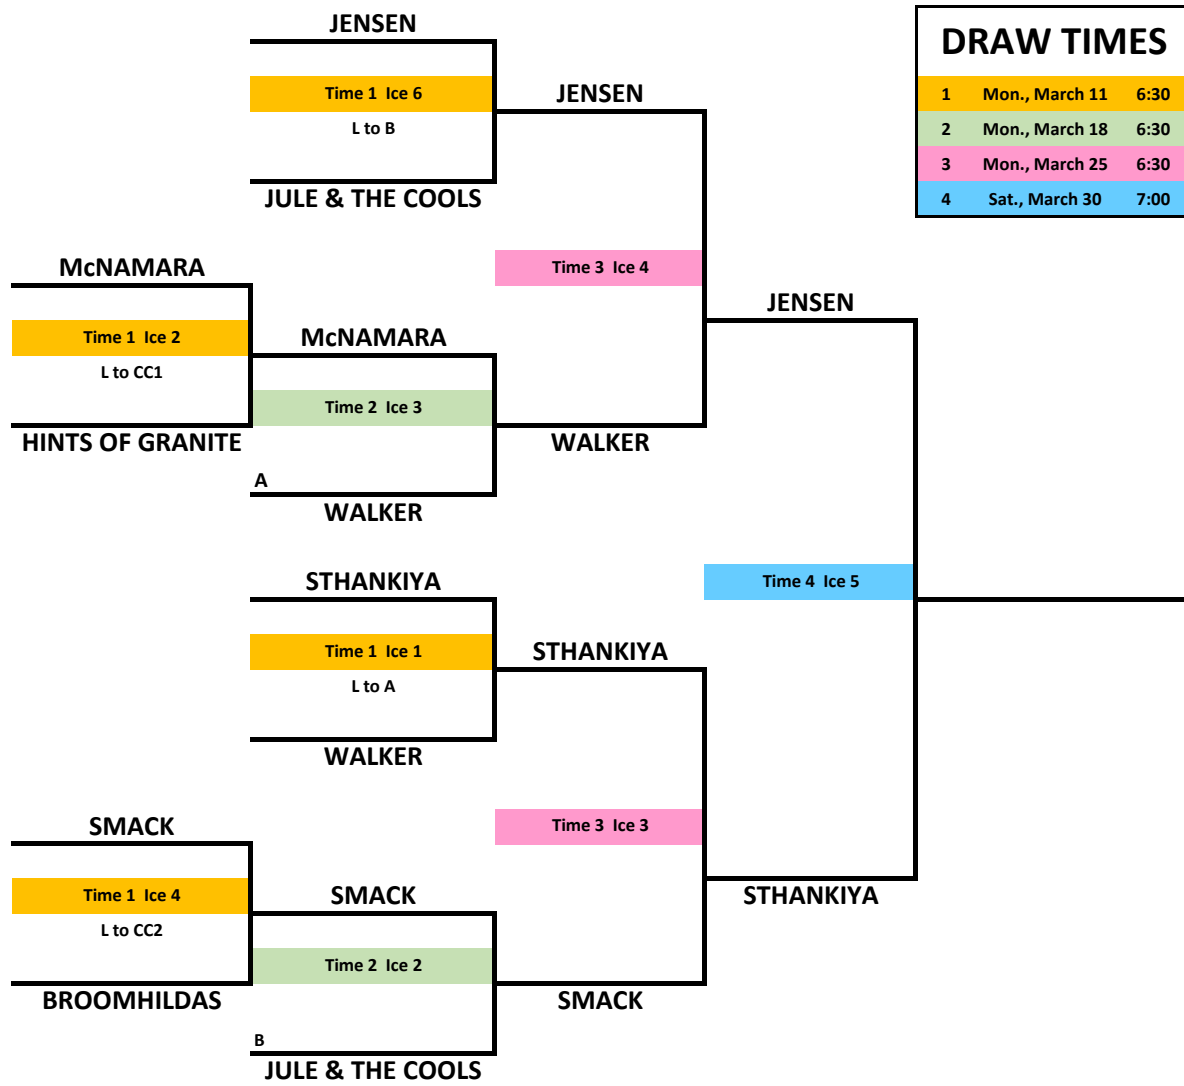 JENSEN
Time 1 Ice 6
L to B
JULE & THE COOLS
JENSEN
DRAW TIMES
1 Mon., March 11 6:30
2 Mon., March 18 6:30
3 Mon., March 25 6:30
4 Sat., March 30 7:00
McNAMARA
Time 1 Ice 2
L to CC1
HINTS OF GRANITE
McNAMARA
Time 2 Ice 3
A
WALKER
Time 3 Ice 4
WALKER
JENSEN
STHANKIYA
Time 1 Ice 1
L to A
WALKER
STHANKIYA
Time 4 Ice 5
SMACK
Time 1 Ice 4
L to CC2
BROOMHILDAS
SMACK
Time 2 Ice 2
B
JULE & THE COOLS
Time 3 Ice 3
SMACK
STHANKIYA